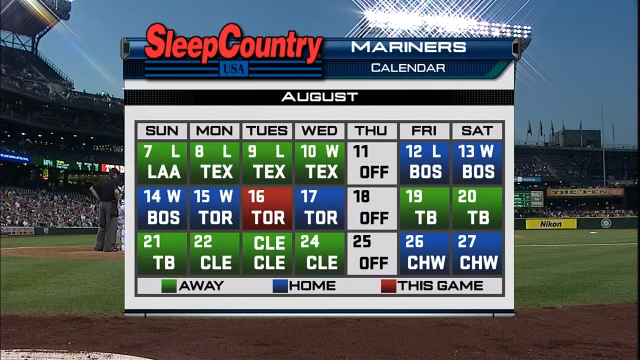 SleepCountry
USA
MARINERS
CALENDAR
AUGUST
SUN MON TUES WED THU FRI SAT
7 L 8 L 9 L 10 W 11 12 L 13 W
LAA TEX TEX TEX OFF BOS BOS
14 W 15 W 16 17 18 19 20
BOS TOR TOR TOR OFF TB TB
21 22 CLE 24 25 26 27
TB CLE CLE CLE OFF CHW CHW
AWAY HOME THIS GAME
Nikon